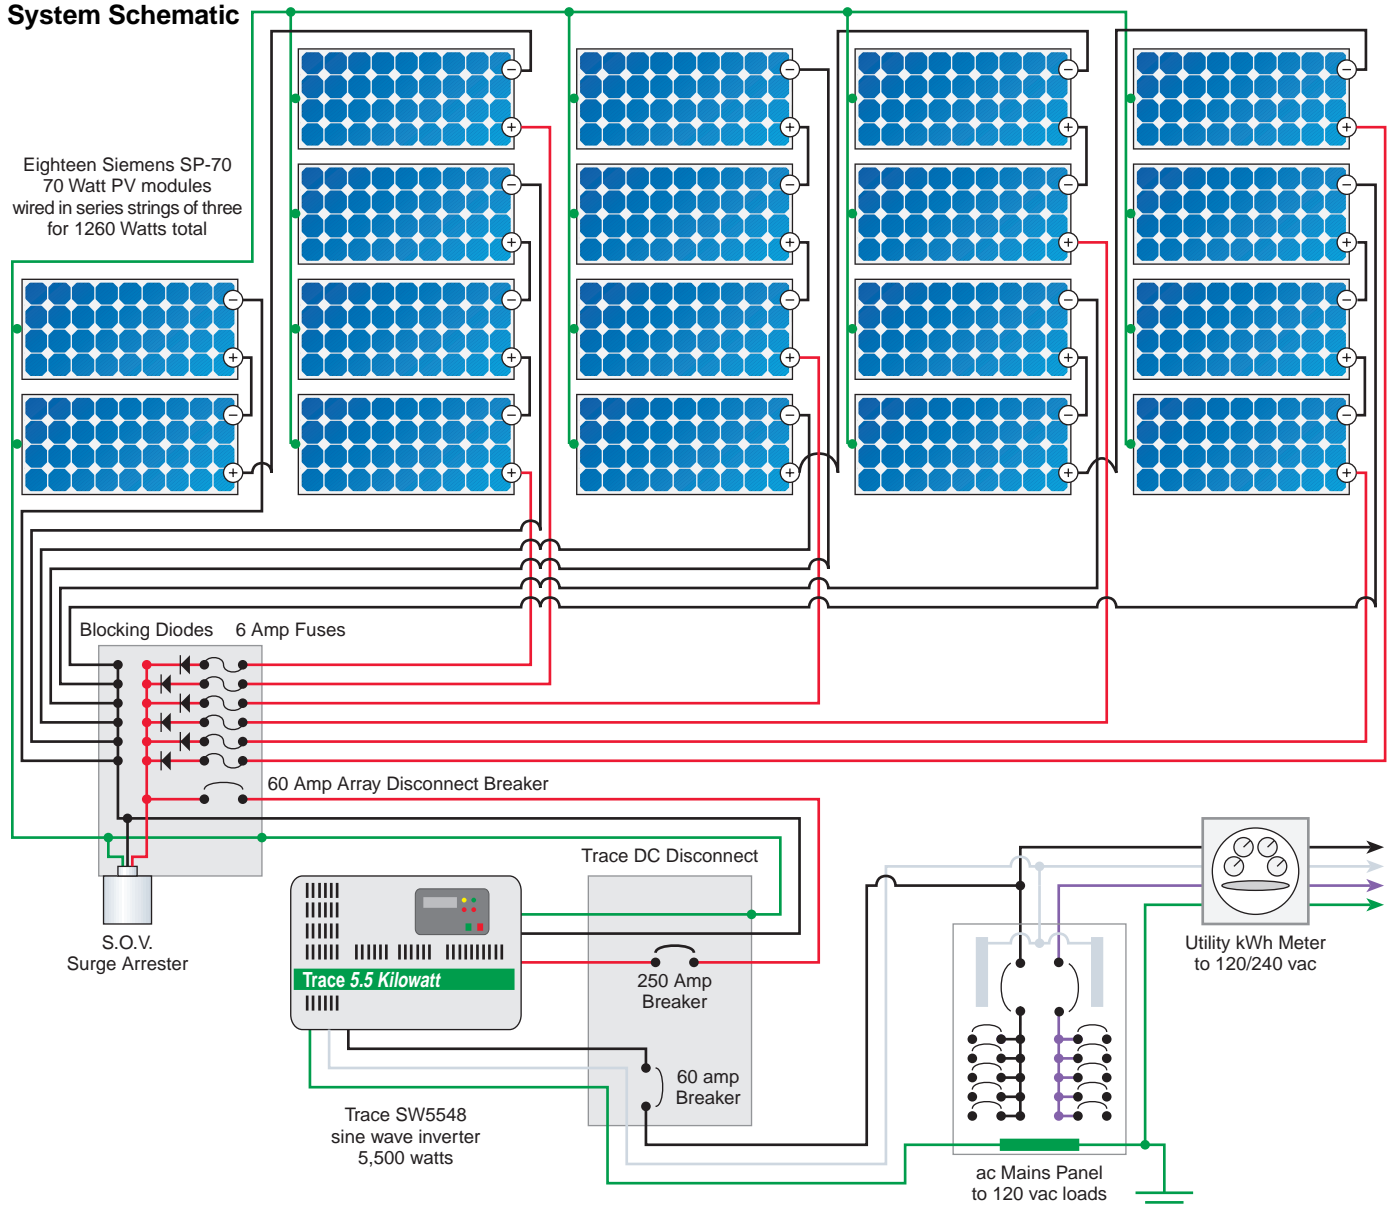 System Schematic
Eighteen Siemens SP-70
70 Watt PV modules
wired in series strings of three
for 1260 Watts total
Blocking Diodes
6 Amp Fuses
60 Amp Array Disconnect Breaker
S.O.V.
Surge Arrester
Trace DC Disconnect
Trace 5.5 Kilowatt
250 Amp
Breaker
60 amp
Breaker
Trace SW5548
sine wave inverter
5,500 watts
Utility kWh Meter
to 120/240 vac
ac Mains Panel
to 120 vac loads